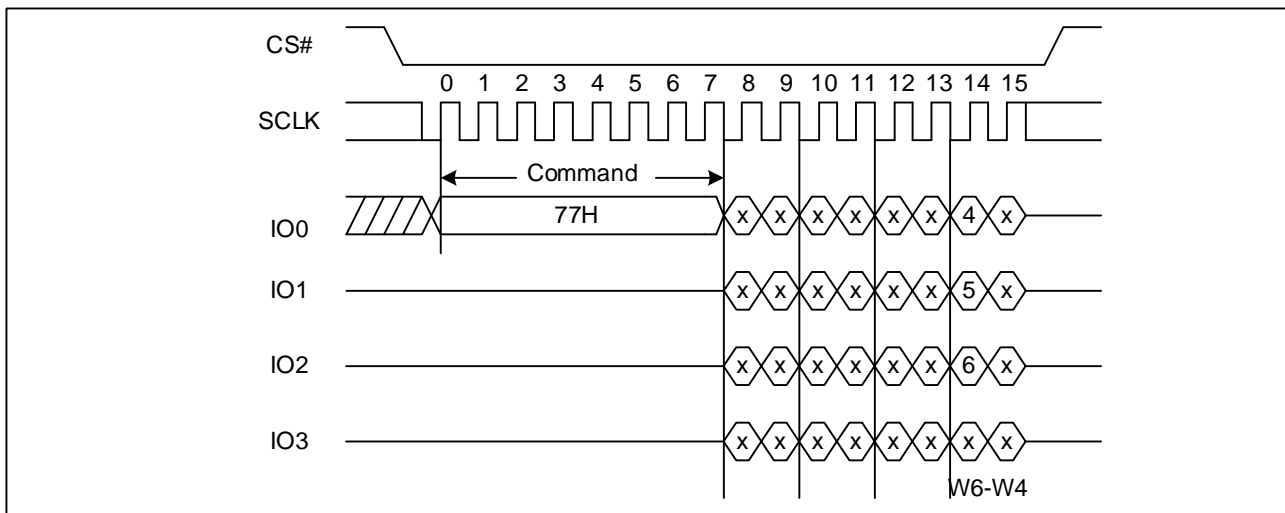 CS#
0 1 2 3 4 5 6 7 8 9 10 11 12 13 14 15
SCLK
Command
IO0 77H x x x x x x 4 x
IO1 x x x x x x 5 x
IO2 x x x x x x 6 x
IO3 x x x x x x x x
W6-W4